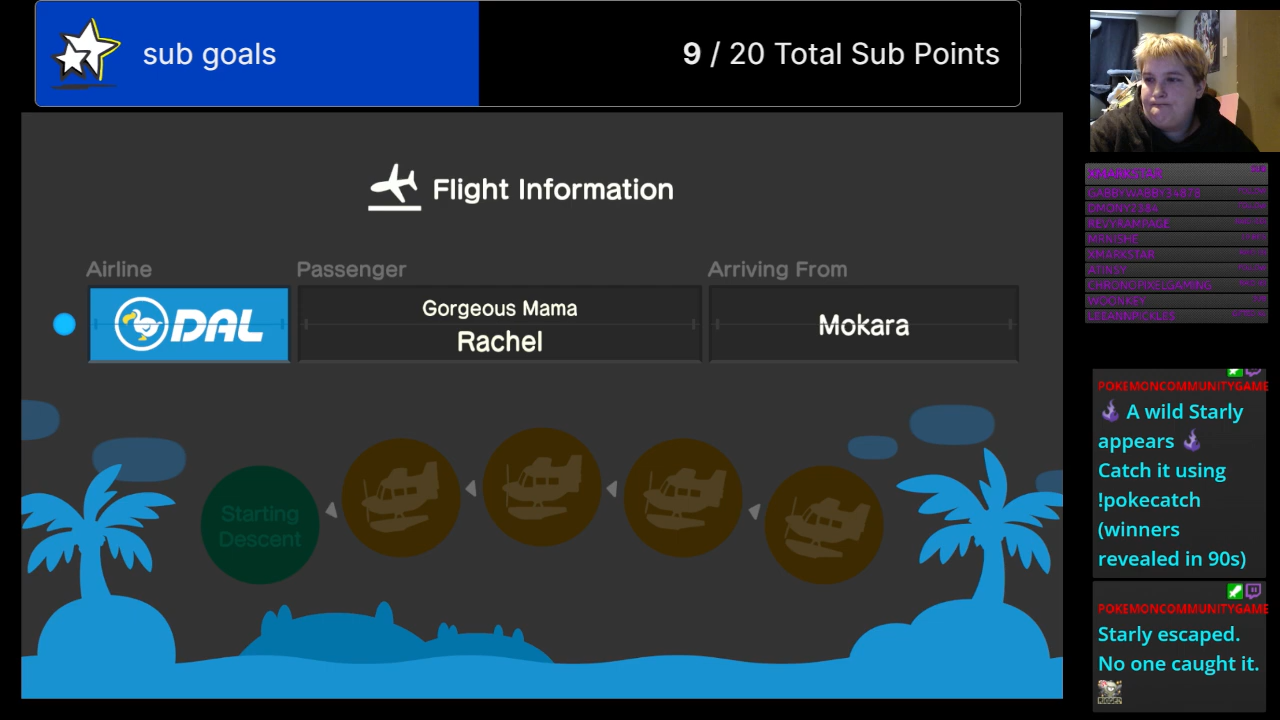 sub goals
9 / 20 Total Sub Points
Flight Information
Airline
Passenger
Arriving From
DAL
Gorgeous Mama
Rachel
Mokara
Starting
Descent
XMARKSTAR
GABBYWABBY34878
DMONY2584
REVYRAMPAGE
MRNISHE
XMARKSTAR
ATINSY
CHRONOPIXELGAMING
WOONKEY
LEEANNPICKLES
POKEMONCOMMUNITYGAME
A wild Starly
appears
Catch it using
!pokecatch
(winners
revealed in 90s)
POKEMONCOMMUNITYGAME
Starly escaped.
No one caught it.